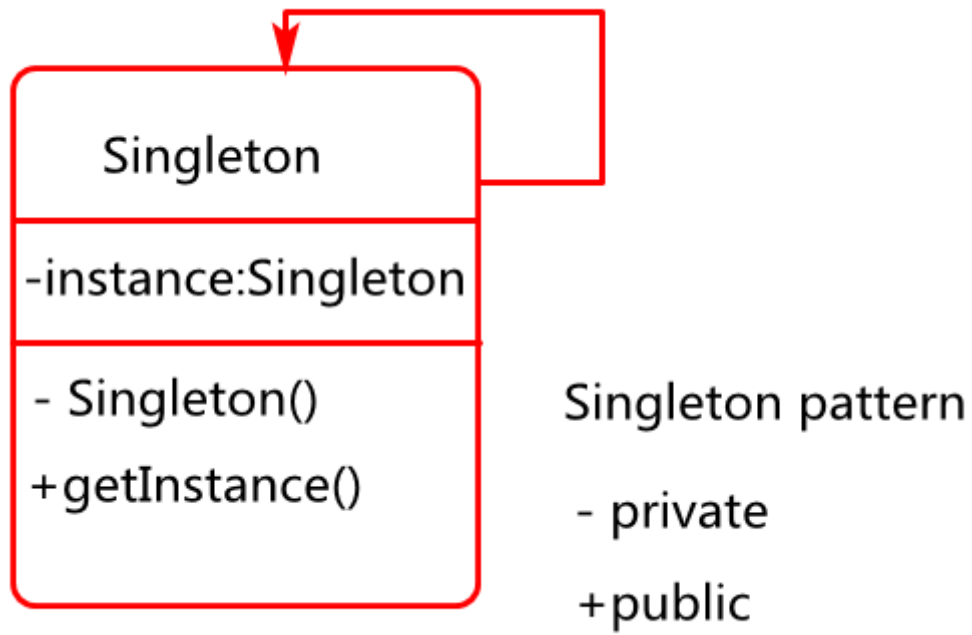 Singleton
-instance:Singleton
- Singleton()
+getInstance()
Singleton pattern
- private
+public